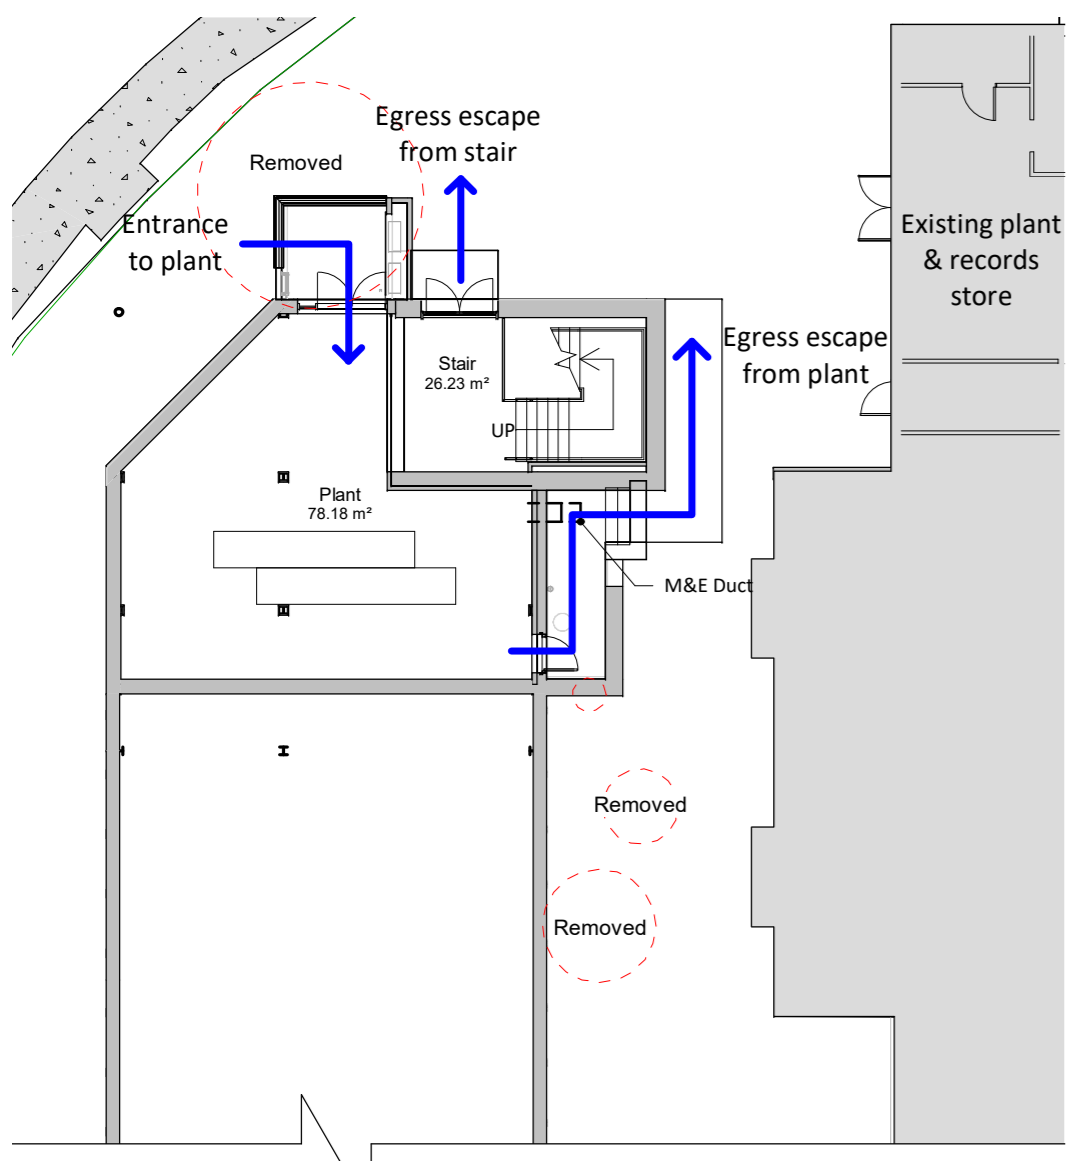 Egress escape
from stair
Removed
Entrance
to plant
Existing plant
& records
store
Egress escape
from plant
Stair
26.23 m²
UP
Plant
78.18 m²
M&E Duct
Removed
Removed